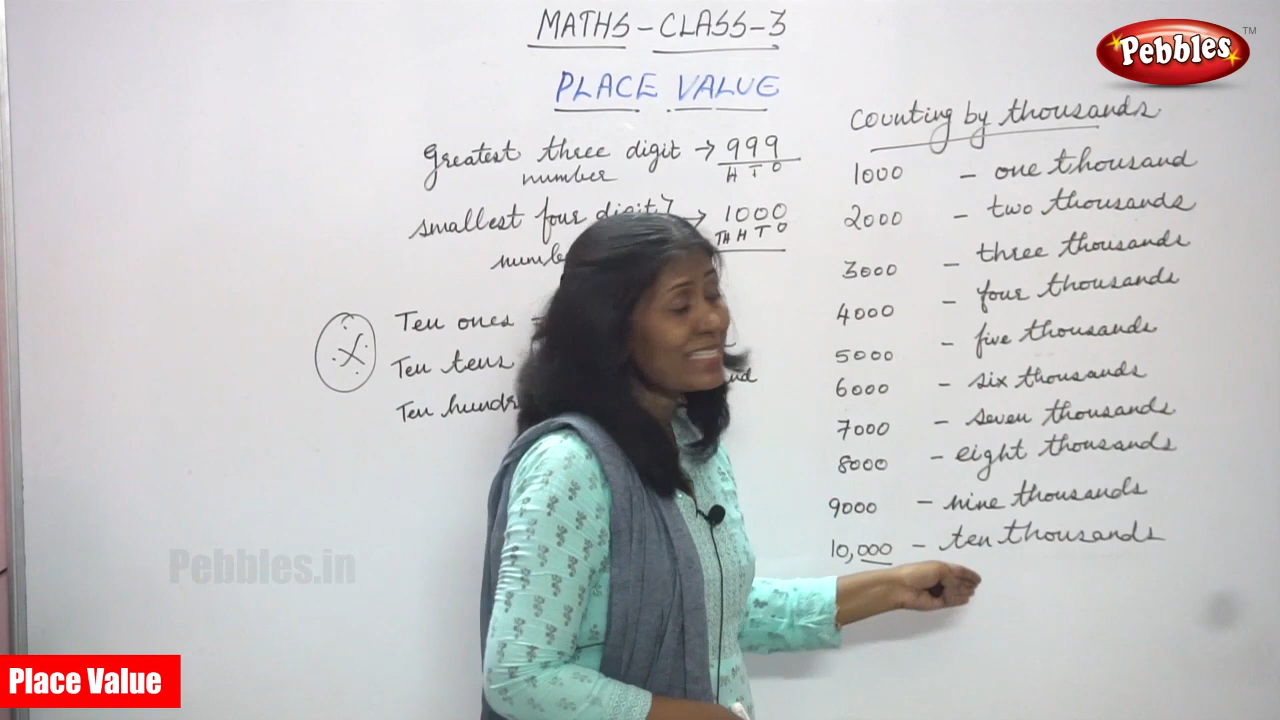 MATHS - CLASS - 3
PLACE VALUE
Greatest three digit → 999
number H T O
smallest four digit → 1000
TH H T O
Ten ones
Ten tens
Ten
counting by thousands
1000 - one thousand
2000 - two thousands
3000 - three thousands
4000 - four thousands
5000 - five thousands
6000 - six thousands
7000 - seven thousands
8000 - eight thousands
9000 - nine thousands
10,000 - ten thousands
Pebbles TM
Pebbles.in
Place Value